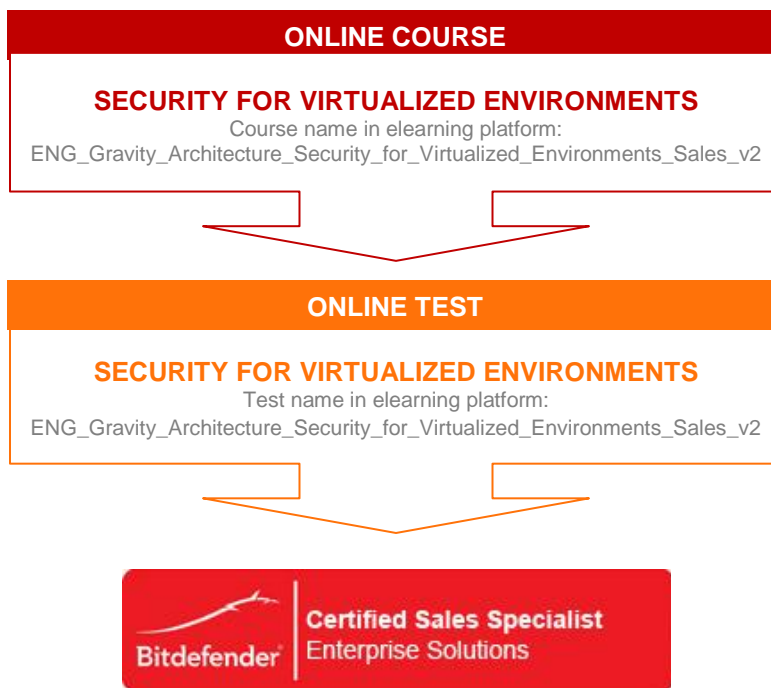 ONLINE COURSE
SECURITY FOR VIRTUALIZED ENVIRONMENTS
Course name in elearning platform:
ENG_Gravity_Architecture_Security_for_Virtualized_Environments_Sales_v2
ONLINE TEST
SECURITY FOR VIRTUALIZED ENVIRONMENTS
Test name in elearning platform:
ENG_Gravity_Architecture_Security_for_Virtualized_Environments_Sales_v2
Bitdefender
Certified Sales Specialist
Enterprise Solutions